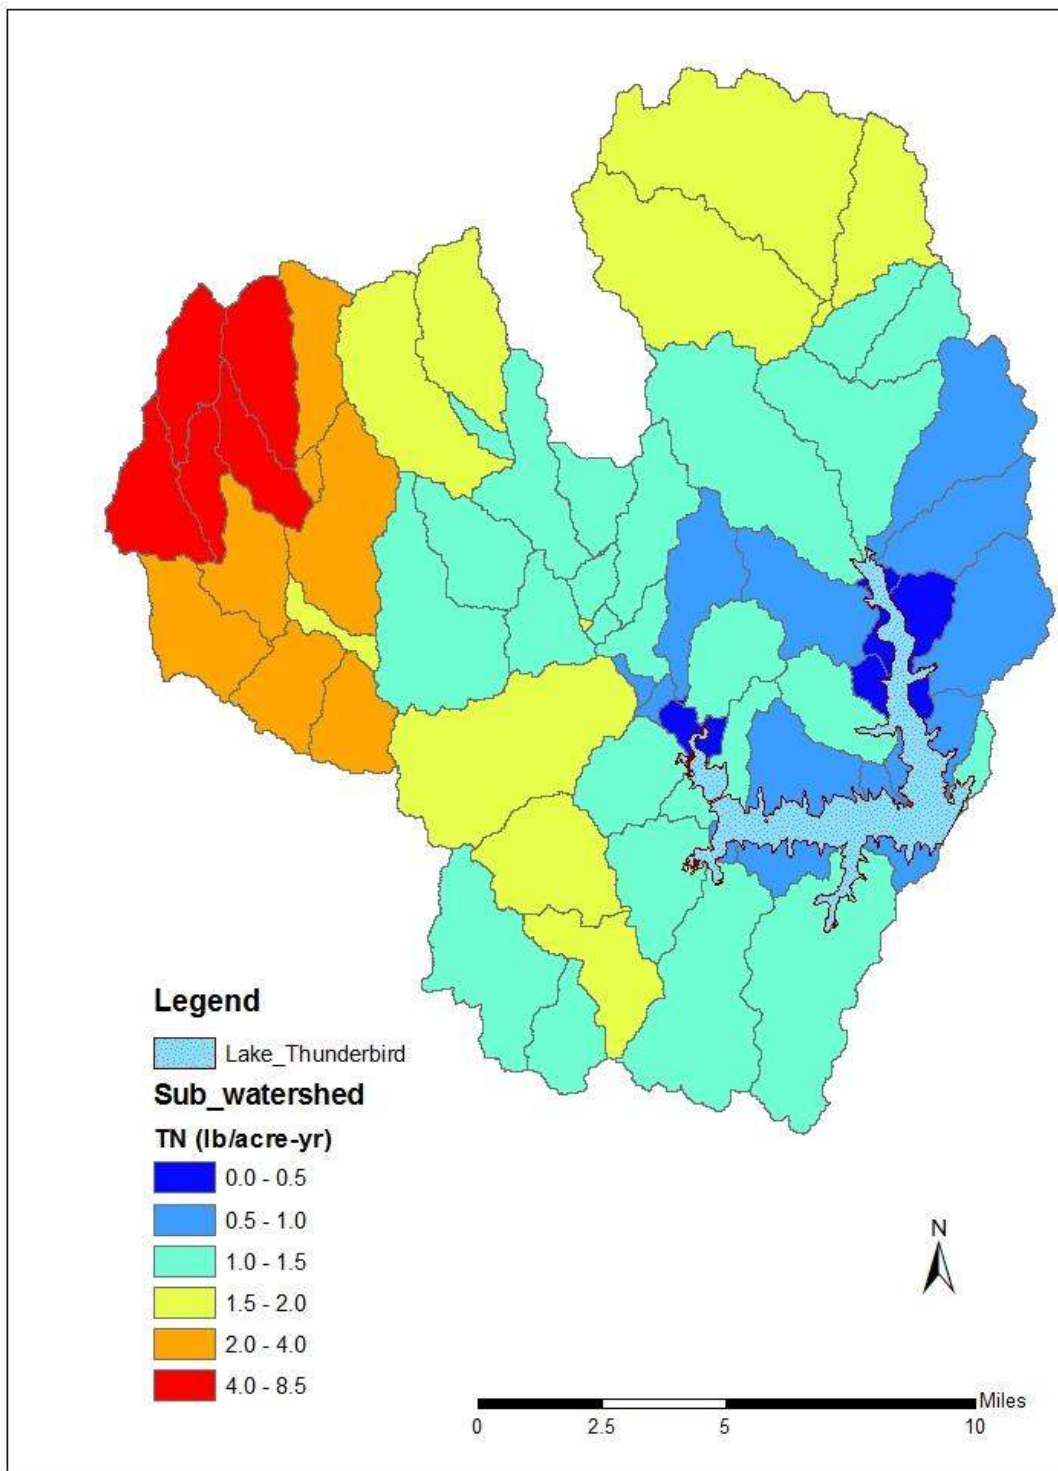 Legend
Lake_Thunderbird
Sub_watershed
TN (lb/acre-yr)
0.0 - 0.5
0.5 - 1.0
1.0 - 1.5
1.5 - 2.0
2.0 - 4.0
4.0 - 8.5
N
Miles
0 2.5 5 10